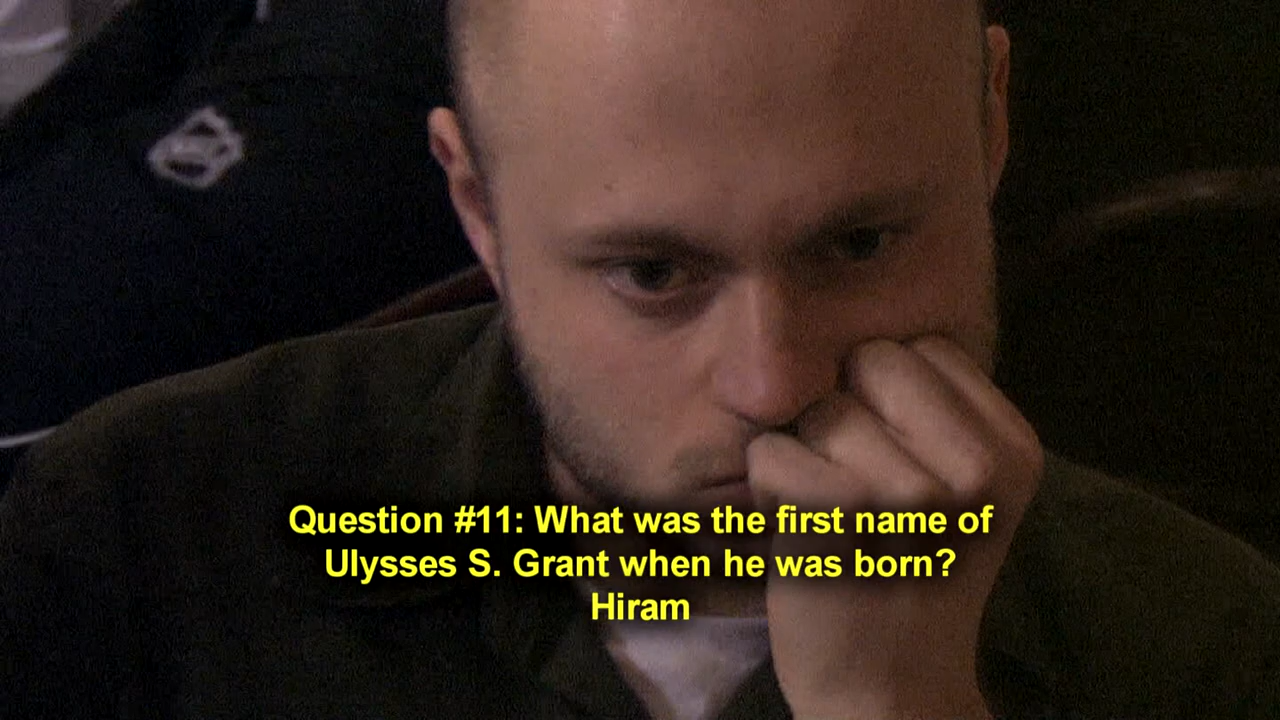 Question #11: What was the first name of
Ulysses S. Grant when he was born?
Hiram